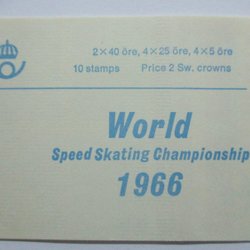 2×40 öre, 4×25 öre, 4×5 öre
10 stamps Price 2 Sw. crowns
World
Speed Skating Championship
1966